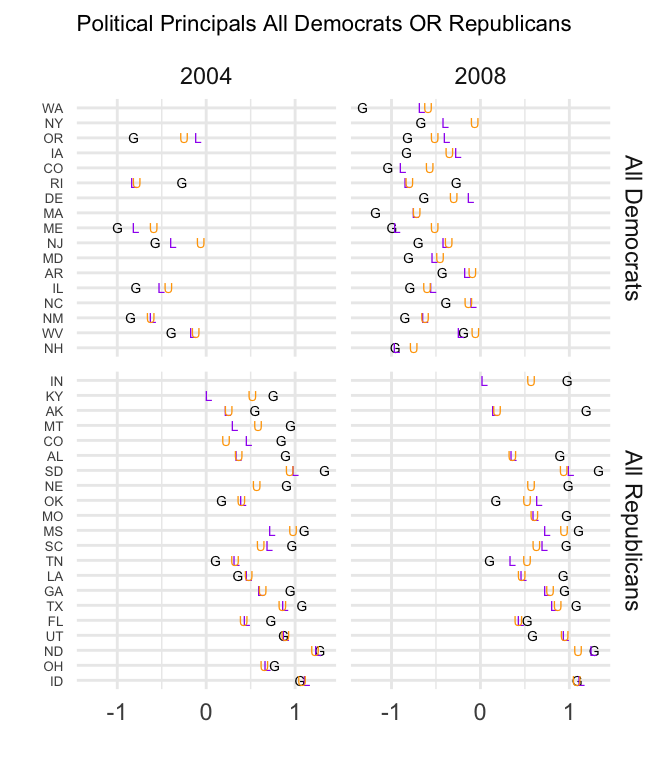 Political Principals All Democrats OR Republicans
2004 2008
WA G L U
NY G L U
OR G U L G U L
IA G U L
CO G L U
RI L U G L U G
DE G U L
MA G L U
ME G L U G L U
NJ G L U G L U
MD G L U
AR G L U
IL G L U G U L
NC G U L
NM G U L G L U
WV G L U L G U
NH G L U
All Democrats
IN L U G
KY L U G
AK L U G L U G
MT L U G
CO U L G
AL L U G L U G
SD U L G U L G
NE U G U G
OK G U L G U L
MO L U G
MS L U G L U G
SC U L G U L G
TN G U L G L U
LA G L U U L G
GA L U G L U G
TX U L G L U G
FL U L G U L G
UT G U G U L
ND U L G U L G
OH U L G
ID G U L U G L
All Republicans
-1 0 1 -1 0 1